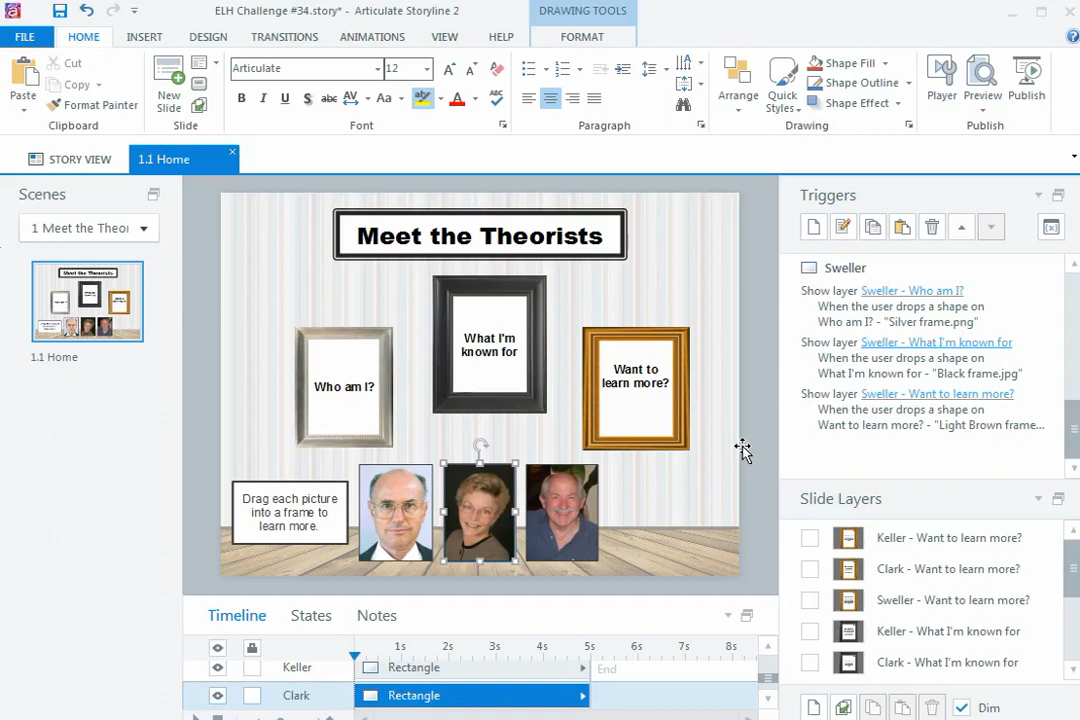 ELH Challenge #34.story* - Articulate Storyline 2
DRAWING TOOLS
FILE
HOME
INSERT
DESIGN
TRANSITIONS
ANIMATIONS
VIEW
HELP
FORMAT
Paste
Cut
Copy
Format Painter
Clipboard
New
Slide
Slide
Articulate
12
B I U S abc AV Aa
ABC
Font
Paragraph
Arrange
Quick
Styles
Shape Fill
Shape Outline
Shape Effect
Drawing
Player
Preview
Publish
Publish
STORY VIEW
1.1 Home
Scenes
1 Meet the Theor
1.1 Home
Meet the Theorists
Who am I?
What I'm
known for
Want to
learn more?
Drag each picture
into a frame to
learn more.
Triggers
Sweller
Show layer Sweller - Who am I?
When the user drops a shape on
Who am I? - "Silver frame.png"
Show layer Sweller - What I'm known for
When the user drops a shape on
What I'm known for - "Black frame.jpg"
Show layer Sweller - Want to learn more?
When the user drops a shape on
Want to learn more? - "Light Brown frame...
Slide Layers
Keller - Want to learn more?
Clark - Want to learn more?
Sweller - Want to learn more?
Keller - What I'm known for
Clark - What I'm known for
Dim
Timeline
States
Notes
1s 2s 3s 4s 5s 6s 7s 8s
Keller
Rectangle
End
Clark
Rectangle